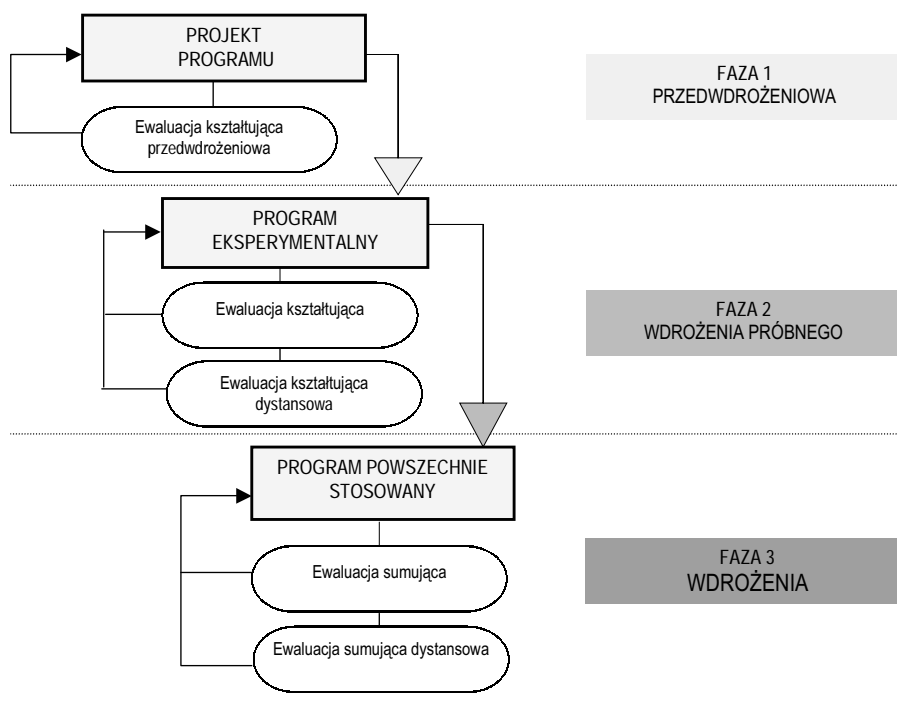 PROJEKT
PROGRAMU
FAZA 1
PRZEDWDROŻENIOWA
Ewaluacja kształtująca
przedwdrożeniowa
PROGRAM
EKSPERYMENTALNY
Ewaluacja kształtująca
FAZA 2
WDROŻENIA PRÓBNEGO
Ewaluacja kształtująca
dystansowa
PROGRAM POWSZECHNIE
STOSOWANY
Ewaluacja sumująca
FAZA 3
WDROŻENIA
Ewaluacja sumująca dystansowa